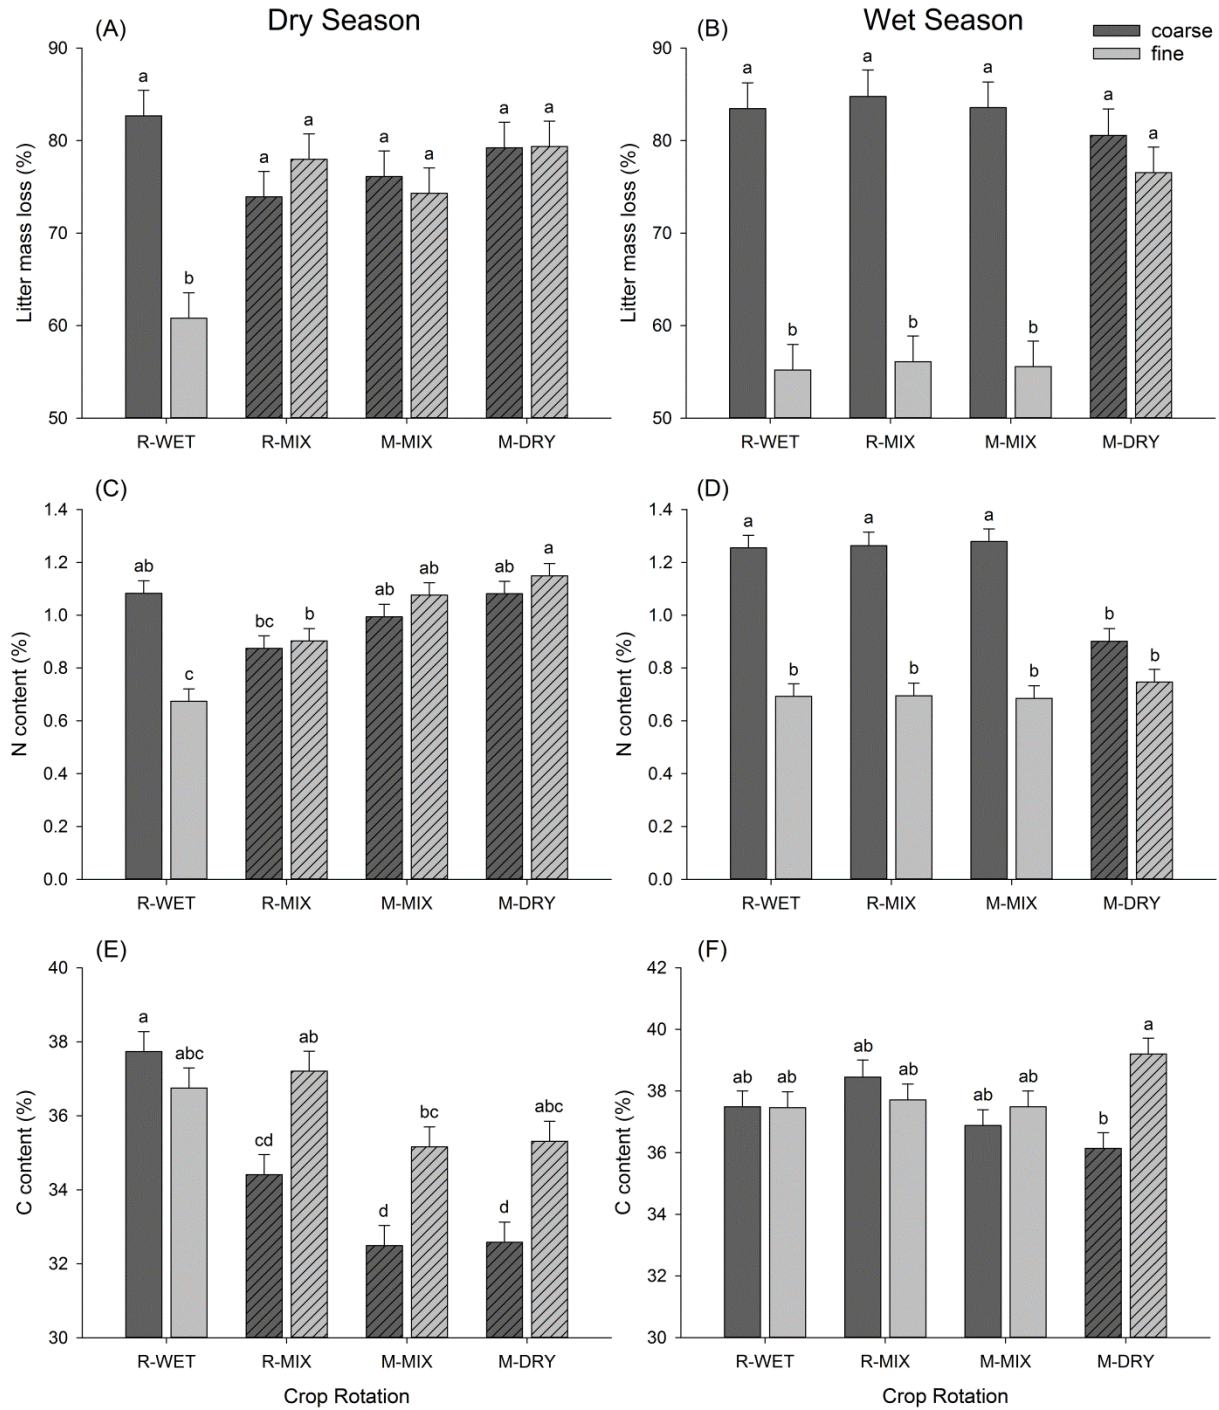 Dry Season
Wet Season
coarse
fine
(A)
90
80
70
60
50
Litter mass loss (%)
a
b
a
a
a
a
a
a
R-WET
R-MIX
M-MIX
M-DRY
(B)
90
80
70
60
50
Litter mass loss (%)
a
b
a
b
a
b
a
a
R-WET
R-MIX
M-MIX
M-DRY
(C)
1.4
1.2
1.0
0.8
0.6
0.4
0.2
0.0
N content (%)
ab
c
bc
b
ab
ab
ab
a
R-WET
R-MIX
M-MIX
M-DRY
(D)
1.4
1.2
1.0
0.8
0.6
0.4
0.2
0.0
N content (%)
a
b
a
b
a
b
b
b
R-WET
R-MIX
M-MIX
M-DRY
(E)
40
38
36
34
32
30
C content (%)
a
abc
cd
ab
d
bc
d
abc
R-WET
R-MIX
M-MIX
M-DRY
Crop Rotation
(F)
42
40
38
36
34
32
30
C content (%)
ab
ab
ab
ab
ab
ab
b
a
R-WET
R-MIX
M-MIX
M-DRY
Crop Rotation